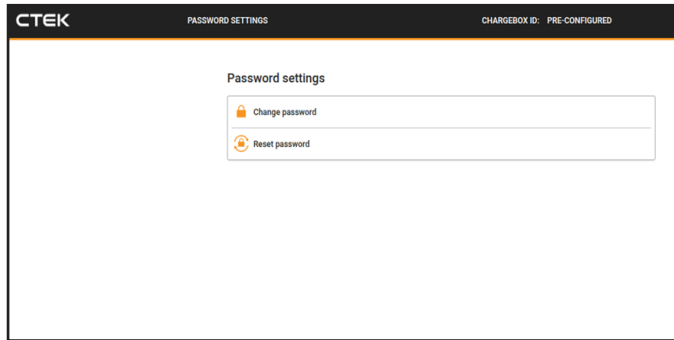 CTEK PASSWORD SETTINGS CHARGEBOX ID: PRE-CONFIGURED
Password settings
Change password
Reset password